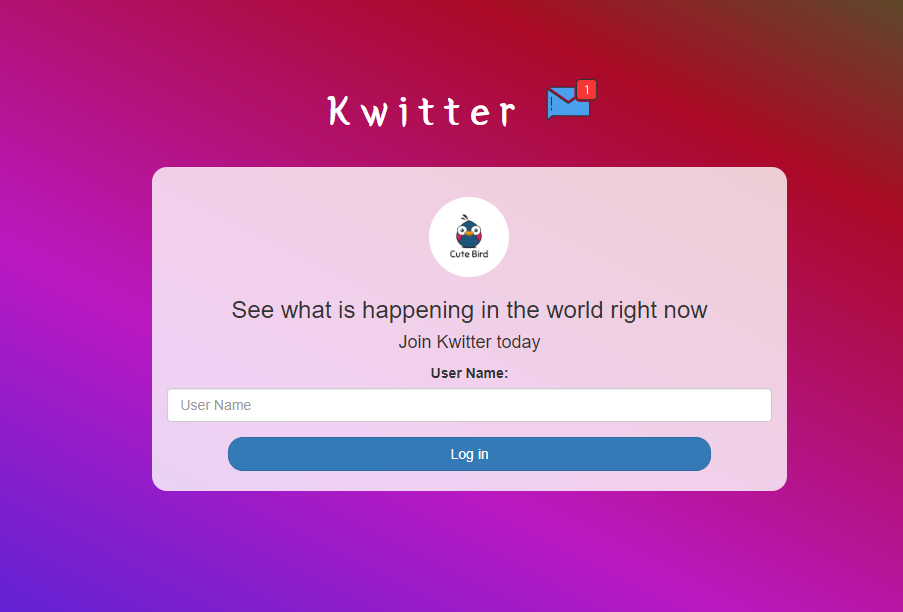 Kwitter
1
Cute Bird
See what is happening in the world right now
Join Kwitter today
User Name:
User Name
Log in